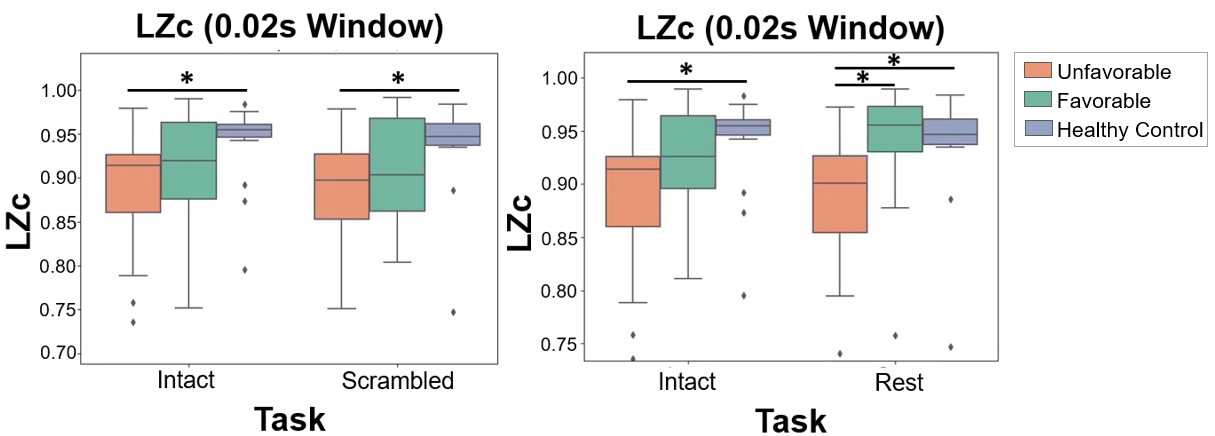 LZc (0.02s Window)
*
*
1.00
0.95
0.90
0.85
0.80
0.75
0.70
LZc
Intact
Scrambled
Task
LZc (0.02s Window)
*
*
*
1.00
0.95
0.90
0.85
0.80
0.75
LZc
Intact
Rest
Task
Unfavorable
Favorable
Healthy Control